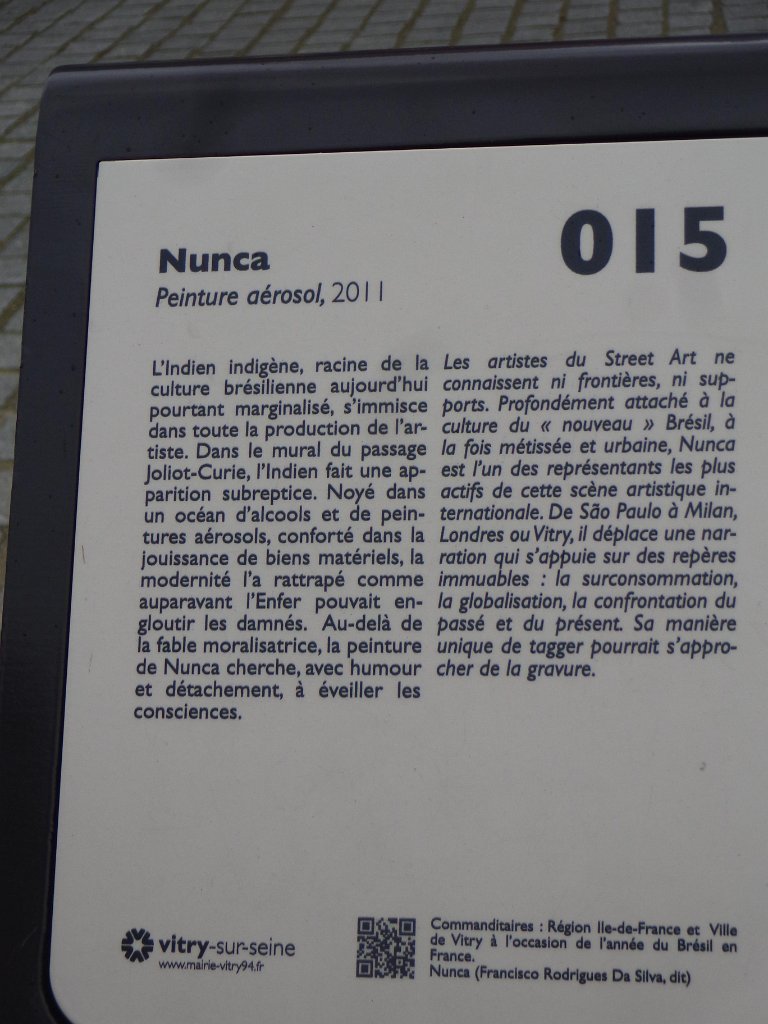 015
Nunca
Peinture aérosol, 2011
L'Indien indigène, racine de la
culture brésilienne aujourd'hui
pourtant marginalisé, s'immisce
dans toute la production de l'ar-
tiste. Dans le mural du passage
Joliot-Curie, l'Indien fait une ap-
parition subreptice. Noyé dans
un océan d'alcools et de pein-
tures aérosols, conforté dans la
jouissance de biens matériels, la
modernité l'a rattrapé comme
auparavant l'Enfer pouvait en-
gloutir les damnés. Au-delà de
la fable moralisatrice, la peinture
de Nunca cherche, avec humour
et détachement, à éveiller les
consciences.
Les artistes du Street Art ne
connaissent ni frontières, ni sup-
ports. Profondément attaché à la
culture du « nouveau » Brésil, à
la fois métissée et urbaine, Nunca
est l'un des représentants les plus
actifs de cette scène artistique in-
ternationale. De São Paulo à Milan,
Londres ou Vitry, il déplace une nar-
ration qui s'appuie sur des repères
immuables : la surconsommation,
la globalisation, la confrontation du
passé et du présent. Sa manière
unique de tagger pourrait s'appro-
cher de la gravure.
vitry-sur-seine
www.mairie-vitry94.fr
Commanditaires : Région Ile-de-France et Ville
de Vitry à l'occasion de l'année du Brésil en
France.
Nunca (Francisco Rodrigues Da Silva, dit)